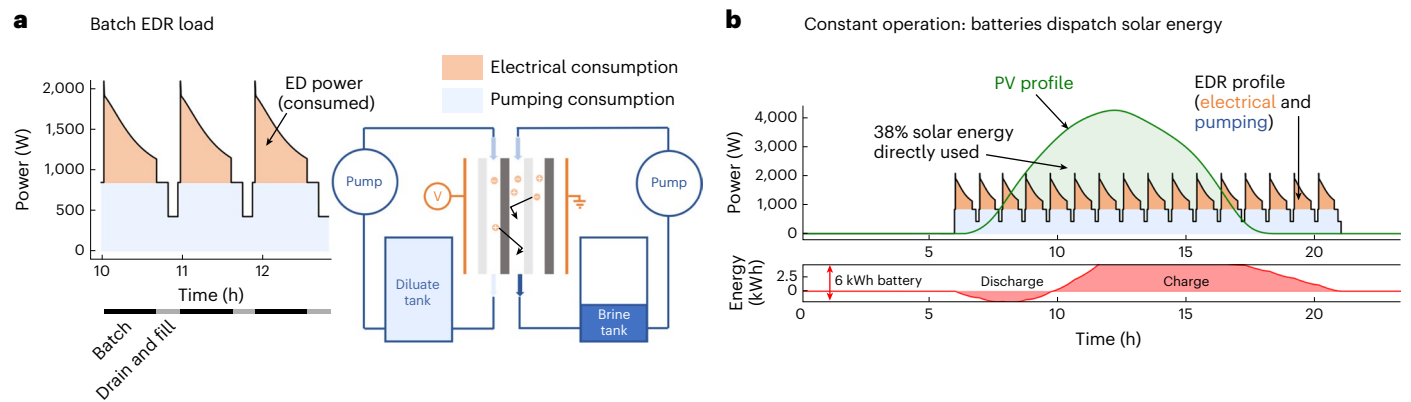 a
Batch EDR load
Electrical consumption
Pumping consumption
ED power
(consumed)
Power (W)
2,000
1,500
1,000
500
0
10
11
12
Time (h)
Batch
Drain and fill
Pump
V
Pump
Diluate
tank
Brine
tank
b
Constant operation: batteries dispatch solar energy
PV profile
EDR profile
(electrical and
pumping)
38% solar energy
directly used
Power (W)
4,000
3,000
2,000
1,000
0
5
10
15
20
Energy
(kWh)
2.5
0
6 kWh battery
Discharge
Charge
0
5
10
15
20
Time (h)